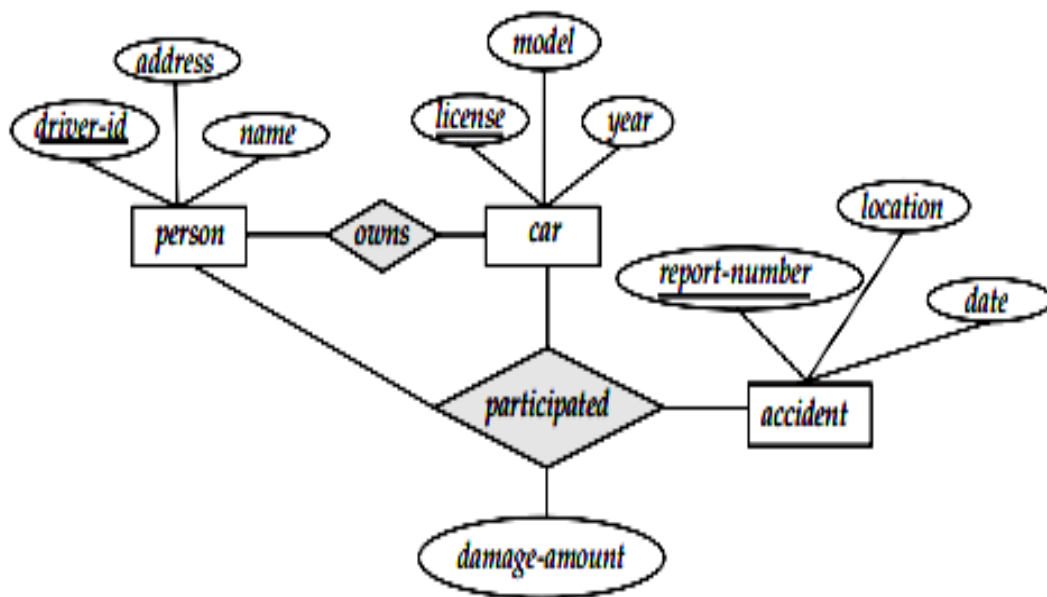 model
address
license
year
driver-id
name
location
person
owns
car
report-number
date
participated
accident
damage-amount